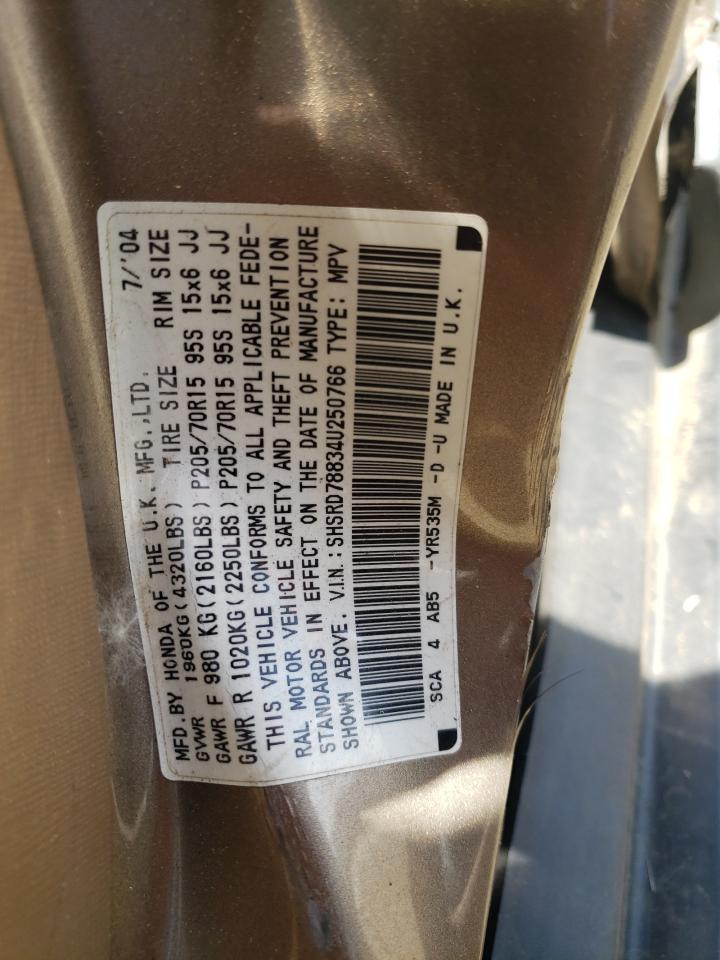 MFD. BY HONDA OF THE U.K. MFG.,LTD. 7/'04
GVWR 1960KG(4320LBS) TIRE SIZE RIM SIZE
GAWR F 980 KG(2160LBS) P205/70R15 95S 15x6 JJ
GAWR R 1020KG(2250LBS) P205/70R15 95S 15x6 JJ
THIS VEHICLE CONFORMS TO ALL APPLICABLE FEDE-
RAL MOTOR VEHICLE SAFETY AND THEFT PREVENTION
STANDARDS IN EFFECT ON THE DATE OF MANUFACTURE
SHOWN ABOVE. V.I.N.:SHSRD78834U250766 TYPE: MPV
SCA 4 AB5 -YR535M -D -U MADE IN U.K.